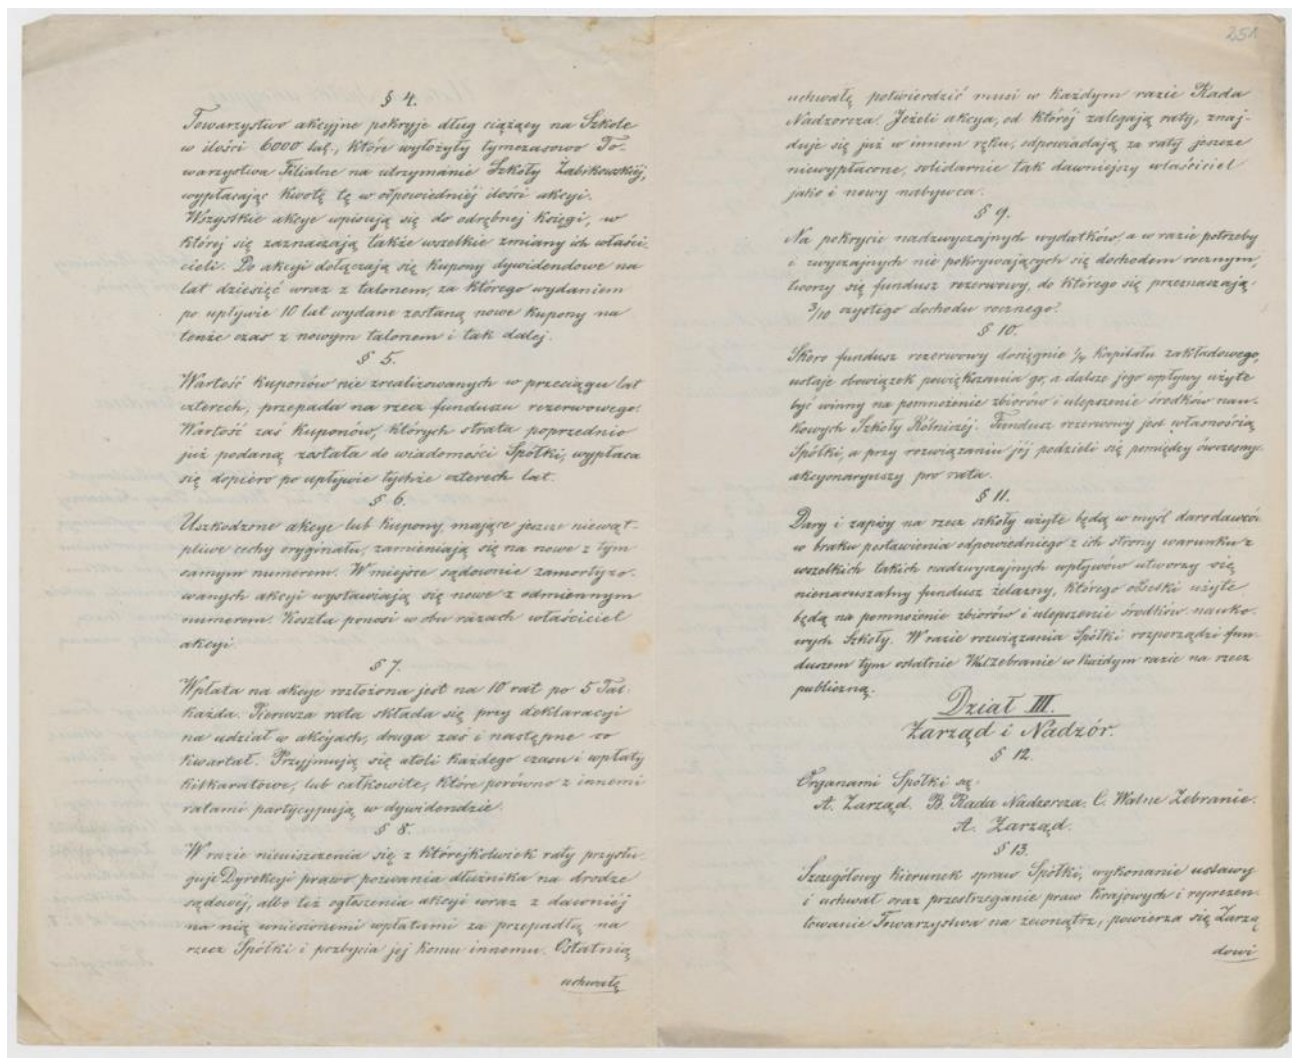 251
§ 4.
Towarzystwo akcyjne pokryje dług ciążący na Szkole
w ilości 6000 tal., które wyłożyły tymczasowo To-
warzystwa Filialne na utrzymanie Szkoły Żabikowskiej,
wypłacając kwotę tę w odpowiedniej ilości akcyi.
Wszystkie akcye wpisują się do odrębnej księgi, w
której się zaznaczają także wszelkie zmiany ich właści-
cieli. Do akcyi dołączają się kupony dywidendowe na
lat dziesięć wraz z talonem, za którego wydaniem
po upływie 10 lat wydane zostaną nowe kupony na
tenże czas z nowym talonem i tak dalej.
§ 5.
Wartość kuponów nie zrealizowanych w przeciągu lat
czterech, przepada na rzecz funduszu rezerwowego.
Wartość zaś kuponów, których strata poprzednio
już podaną została do wiadomości Spółki, wypłaca
się dopiero po upływie tychże czterech lat.
§ 6.
Uszkodzone akcye lub kupony, mające jeszcze niewąt-
pliwe cechy oryginału, zamieniają się na nowe z tym
samym numerem. W miejsce sądownie zamortyzo-
wanych akcyi wystawiają się nowe z odmiennym
numerem. Koszta ponosi w obu razach właściciel
akcyi.
§ 7.
Wpłata na akcye rozłożona jest na 10 rat po 5 Tal.
każda. Pierwsza rata składa się przy deklaracyi
na udział w akcyach, druga zaś i następne co
kwartał. Przyjmują się atoli każdego czasu i wpłaty
kilkaratowe, lub całkowite, które porówno z innemi
ratami partycypują w dywidendzie.
§ 8.
W razie nieuiszczenia się z którejkolwiek raty przysłu-
guje Dyrekcyi prawo pozwania dłużnika na drodze
sądowej, albo też ogłoszenia akcyi wraz z dawniej
na nią wniesionemi wpłatami za przepadłą na
rzecz Spółki i pozbycia jej komu innemu. Ostatnią
uchwałę
uchwałę potwierdzić musi w każdym razie Rada
Nadzorcza. Jeżeli akcya, od której zalegają raty, znaj-
duje się już w innem ręku, odpowiadają za raty jeszcze
niewypłacone, solidarnie tak dawniejszy właściciel
jako i nowy nabywca.
§ 9.
Na pokrycie nadzwyczajnych wydatków, a w razie potrzeby
i zwyczajnych nie pokrywających się dochodem rocznym,
tworzy się fundusz rezerwowy, do którego się przeznaczają
3/10 czystego dochodu rocznego.
§ 10.
Skoro fundusz rezerwowy dosięgnie 1/4 kapitału zakładowego,
ustaje obowiązek powiększania go, a dalsze jego wpływy użyte
być winny na pomnożenie zbiorów i ulepszenie środków nau-
kowych Szkoły Rólniczej. Fundusz rezerwowy jest własnością
Spółki, a przy rozwiązaniu jej podzieli się pomiędzy ówczesnych
akcyonaryuszy pro rata.
§ 11.
Dary i zapisy na rzecz szkoły użyte będą w myśl darodawców
w braku postawienia odpowiedniego z ich strony warunku z
wszelkich takich nadzwyczajnych wpływów utworzy się
nienaruszalny fundusz żelazny, którego odsetki użyte
będą na pomnożenie zbiorów i ulepszenie środków nauko-
wych Szkoły. W razie rozwiązania Spółki rozporządzi fun-
duszem tym ostatnie Wal. zebranie w każdym razie na rzecz
publiczną.
Dział III.
Zarząd i Nadzór.
§ 12.
Organami Spółki są:
A. Zarząd. B. Rada Nadzorcza. C. Walne Zebranie.
A. Zarząd.
§ 13.
Szczegółowy kierunek spraw Spółki, wykonanie ustawy
i uchwał oraz przestrzeganie praw krajowych i reprezen-
towanie Towarzystwa na zewnątrz, powierza się Zarzą
dowi